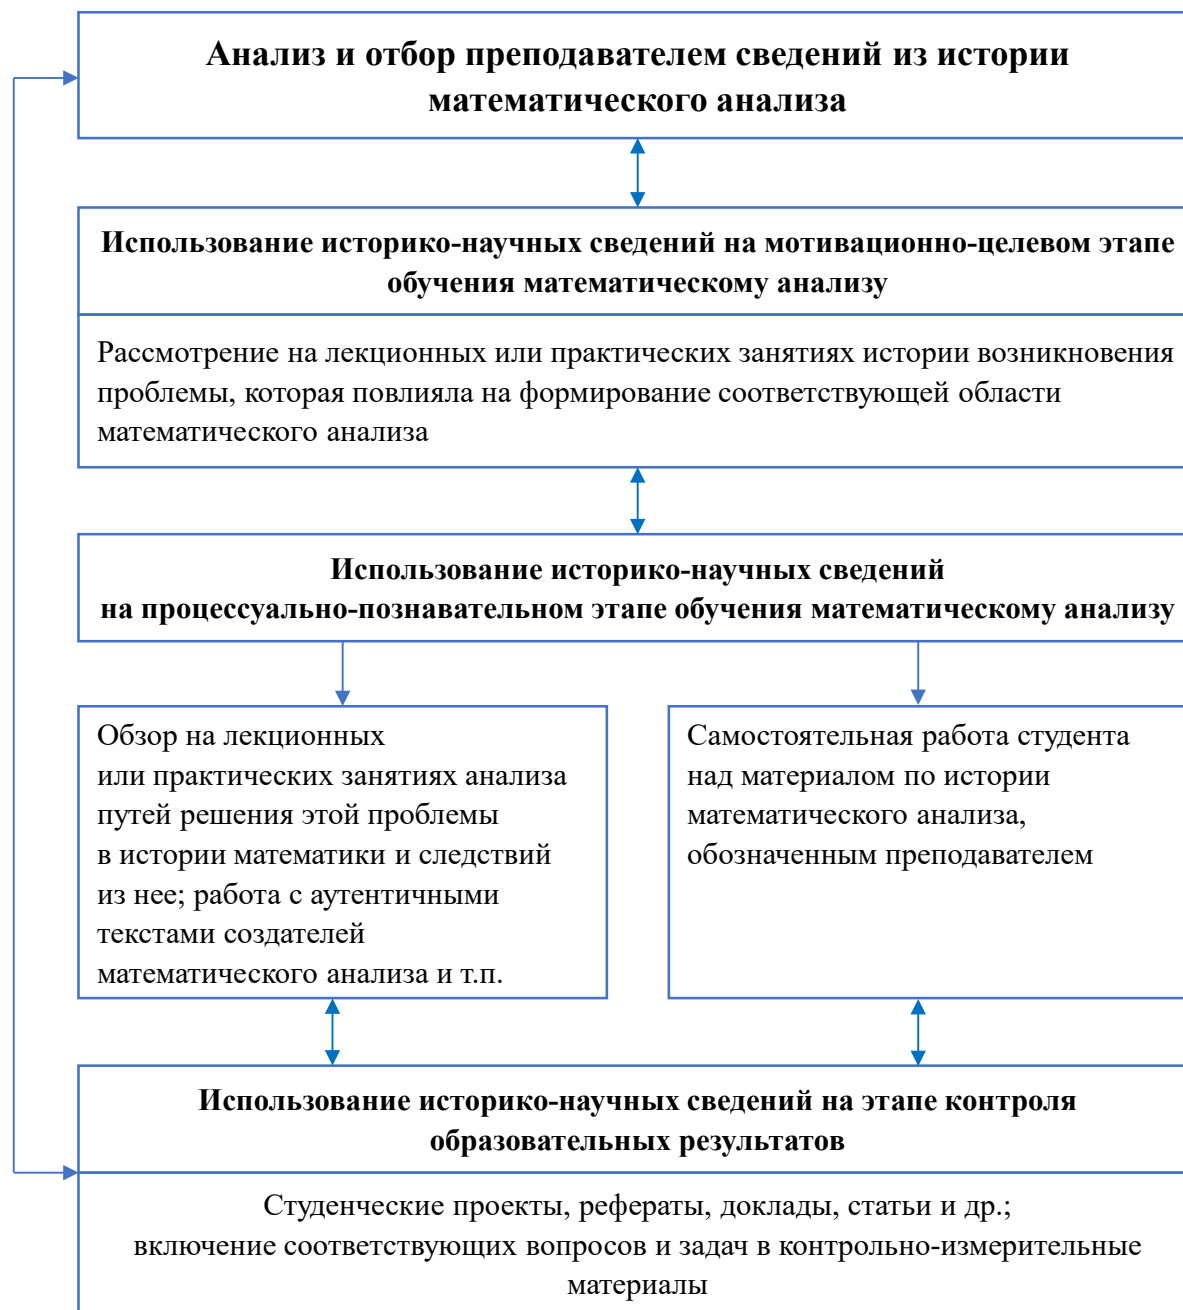 Анализ и отбор преподавателем сведений из истории
математического анализа
Использование историко-научных сведений на мотивационно-целевом этапе
обучения математическому анализу
Рассмотрение на лекционных или практических занятиях истории возникновения
проблемы, которая повлияла на формирование соответствующей области
математического анализа
Использование историко-научных сведений
на процессуально-познавательном этапе обучения математическому анализу
Обзор на лекционных
или практических занятиях анализа
путей решения этой проблемы
в истории математики и следствий
из нее; работа с аутентичными
текстами создателей
математического анализа и т.п.
Самостоятельная работа студента
над материалом по истории
математического анализа,
обозначенным преподавателем
Использование историко-научных сведений на этапе контроля
образовательных результатов
Студенческие проекты, рефераты, доклады, статьи и др.;
включение соответствующих вопросов и задач в контрольно-измерительные
материалы